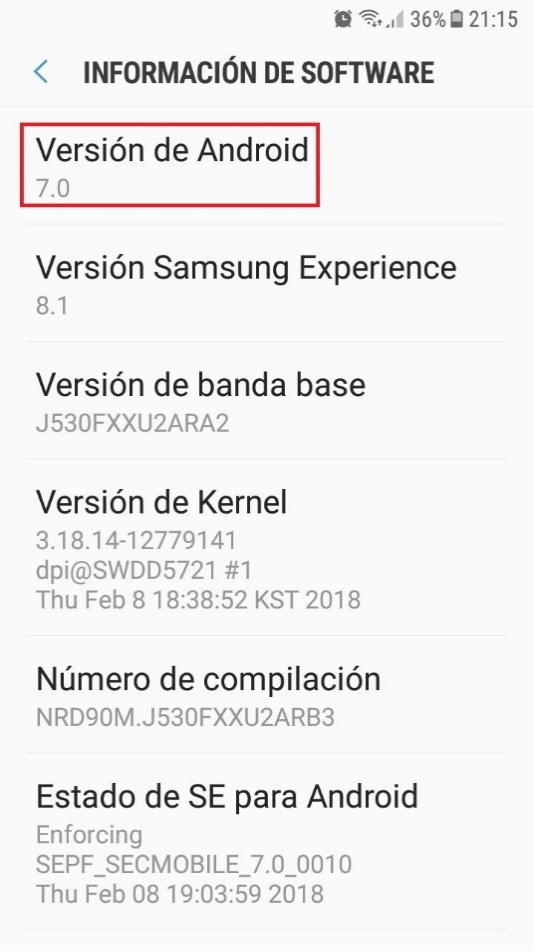 36% 21:15
INFORMACIÓN DE SOFTWARE
Versión de Android
7.0
Versión Samsung Experience
8.1
Versión de banda base
J530FXXU2ARA2
Versión de Kernel
3.18.14-12779141
dpi@SWDD5721 #1
Thu Feb 8 18:38:52 KST 2018
Número de compilación
NRD90M.J530FXXU2ARB3
Estado de SE para Android
Enforcing
SEPF_SECMOBILE_7.0_0010
Thu Feb 08 19:03:59 2018